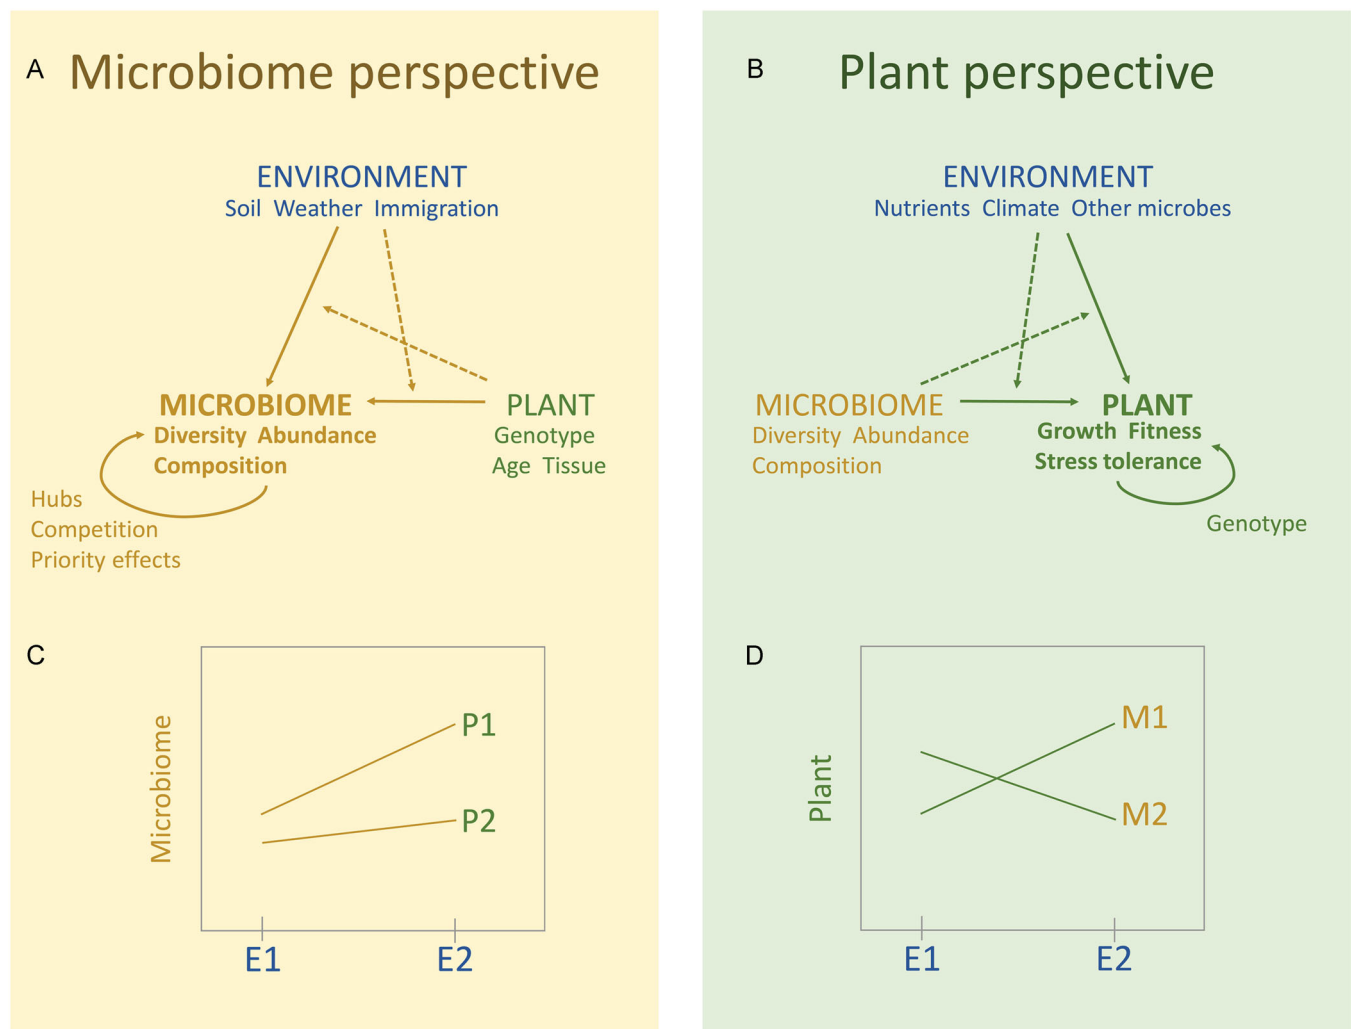 A
Microbiome perspective
ENVIRONMENT
Soil Weather Immigration
MICROBIOME
Diversity Abundance
Composition
PLANT
Genotype
Age Tissue
Hubs
Competition
Priority effects
B
Plant perspective
ENVIRONMENT
Nutrients Climate Other microbes
MICROBIOME
Diversity Abundance
Composition
PLANT
Growth Fitness
Stress tolerance
Genotype
C
Microbiome
P1
P2
E1
E2
D
Plant
M1
M2
E1
E2